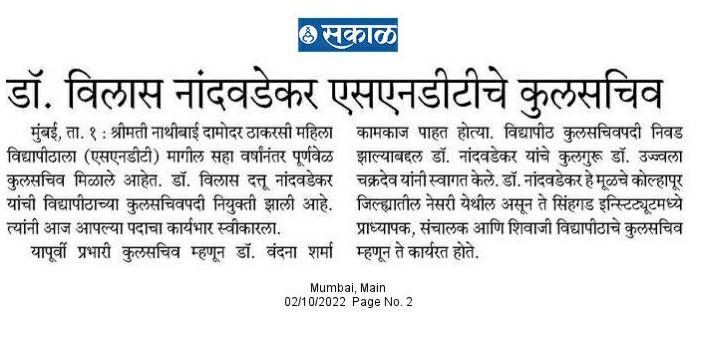 सकाळ
डॉ. विलास नांदवडेकर एसएनडीटीचे कुलसचिव
मुंबई, ता. १ : श्रीमती नाथीबाई दामोदर ठाकरसी महिला
विद्यापीठाला (एसएनडीटी) मागील सहा वर्षांनंतर पूर्णवेळ
कुलसचिव मिळाले आहेत. डॉ. विलास दत्तू नांदवडेकर
यांची विद्यापीठाच्या कुलसचिवपदी नियुक्ती झाली आहे.
त्यांनी आज आपल्या पदाचा कार्यभार स्वीकारला.
यापूर्वी प्रभारी कुलसचिव म्हणून डॉ. वंदना शर्मा
कामकाज पाहत होत्या. विद्यापीठ कुलसचिवपदी निवड
झाल्याबद्दल डॉ. नांदवडेकर यांचे कुलगुरू डॉ. उज्वला
चक्रदेव यांनी स्वागत केले. डॉ. नांदवडेकर हे मूळचे कोल्हापूर
जिल्ह्यातील नेसरी येथील असून ते सिंहगड इन्स्टिट्यूटमध्ये
प्राध्यापक, संचालक आणि शिवाजी विद्यापीठाचे कुलसचिव
म्हणून ते कार्यरत होते.
Mumbai, Main
02/10/2022 Page No. 2